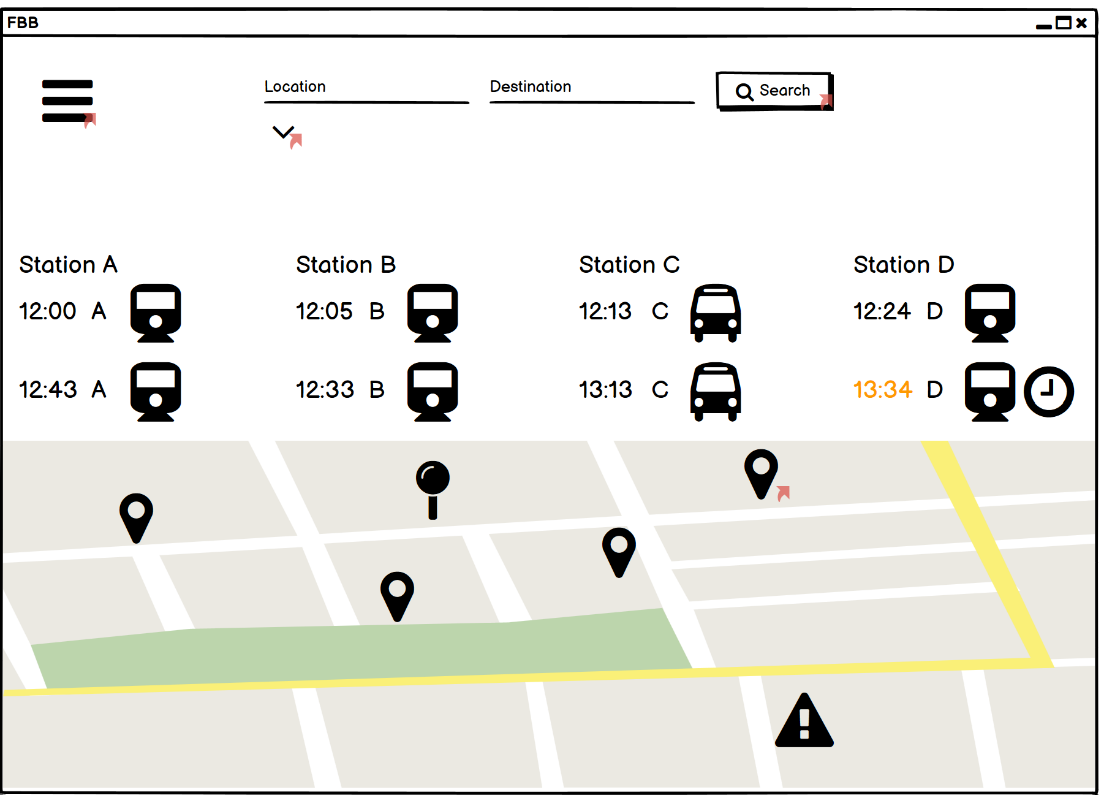 FBB
Location
Destination
Search
Station A
12:00 A
12:43 A
Station B
12:05 B
12:33 B
Station C
12:13 C
13:13 C
Station D
12:24 D
13:34 D